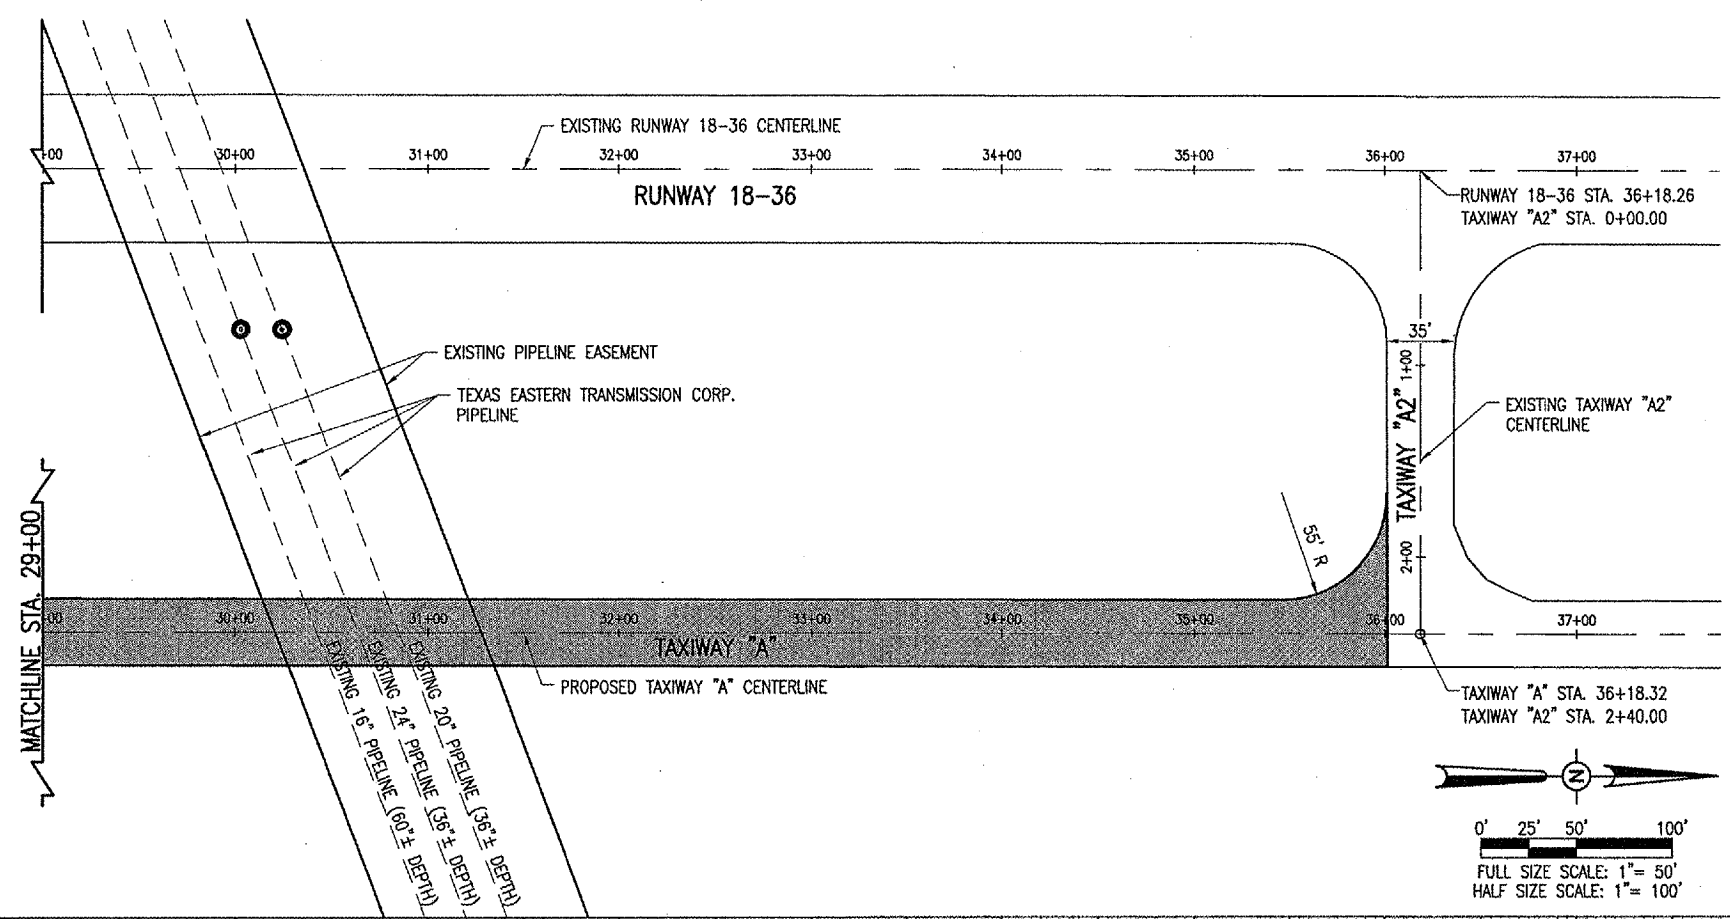 EXISTING RUNWAY 18-36 CENTERLINE
00
30+00
31+00
32+00
33+00
34+00
35+00
36+00
37+00
RUNWAY 18-36
RUNWAY 18-36 STA. 36+18.26
TAXIWAY "A2" STA. 0+00.00
35'
1+00
EXISTING PIPELINE EASEMENT
TEXAS EASTERN TRANSMISSION CORP.
PIPELINE
TAXIWAY "A2"
EXISTING TAXIWAY "A2"
CENTERLINE
55' R
2+00
MATCHLINE STA. 29+00
00
30+00
31+00
32+00
33+00
34+00
35+00
36+00
37+00
TAXIWAY "A"
EXISTING 16" PIPELINE (60"± DEPTH)
EXISTING 24" PIPELINE (36"± DEPTH)
EXISTING 20" PIPELINE (36"± DEPTH)
PROPOSED TAXIWAY "A" CENTERLINE
TAXIWAY "A" STA. 36+18.32
TAXIWAY "A2" STA. 2+40.00
N
0' 25' 50' 100'
FULL SIZE SCALE: 1"= 50'
HALF SIZE SCALE: 1"= 100'